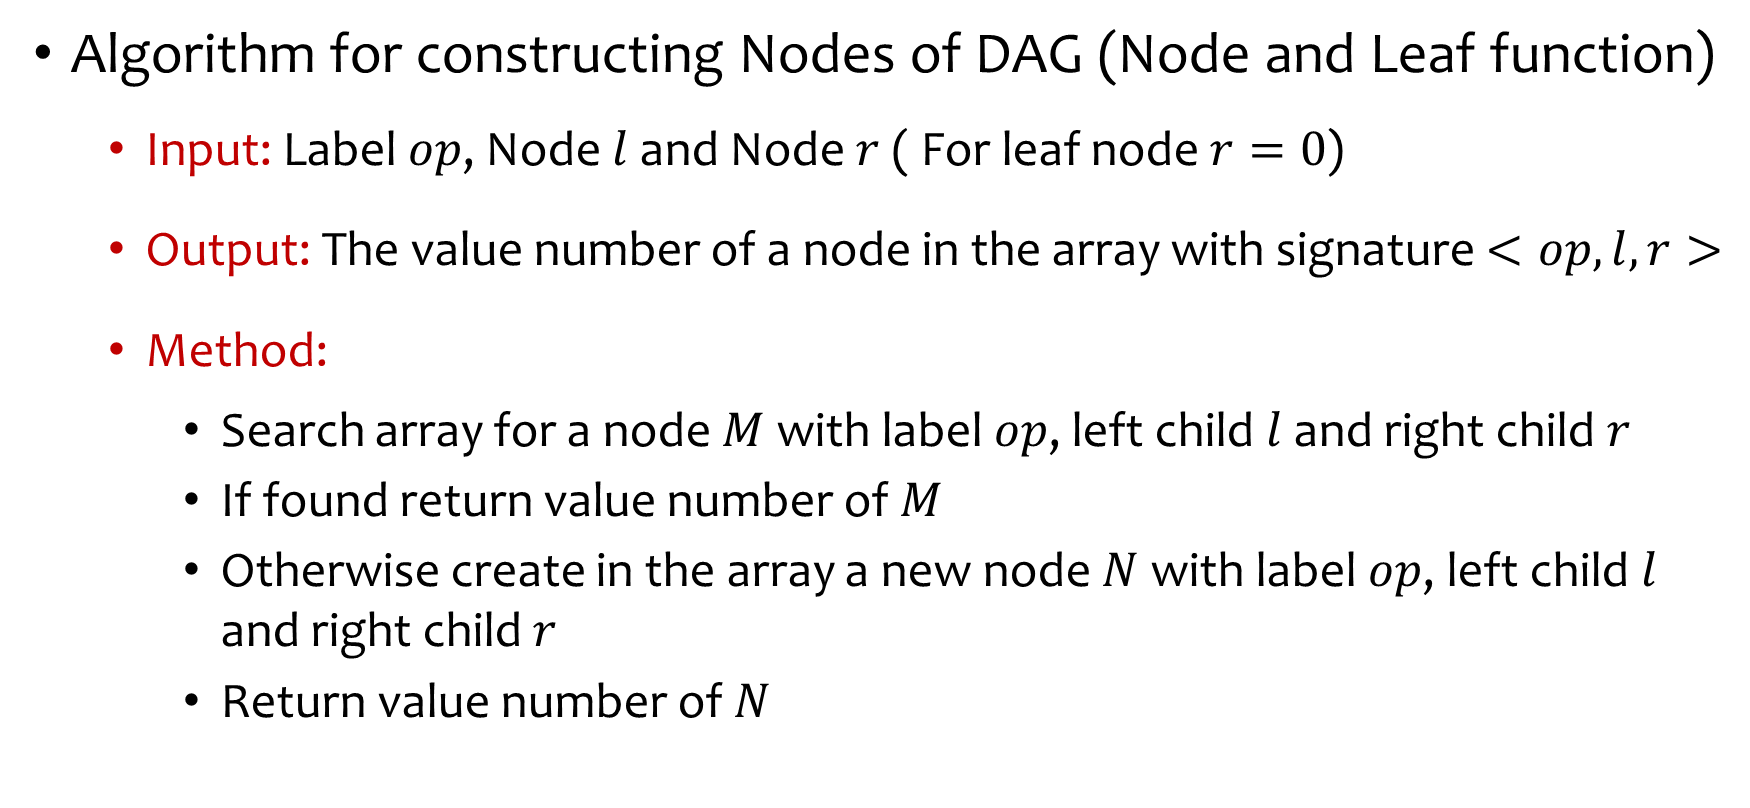 • Algorithm for constructing Nodes of DAG (Node and Leaf function)
• Input: Label op, Node l and Node r ( For leaf node r = 0)
• Output: The value number of a node in the array with signature < op, l, r >
• Method:
• Search array for a node M with label op, left child l and right child r
• If found return value number of M
• Otherwise create in the array a new node N with label op, left child l
and right child r
• Return value number of N